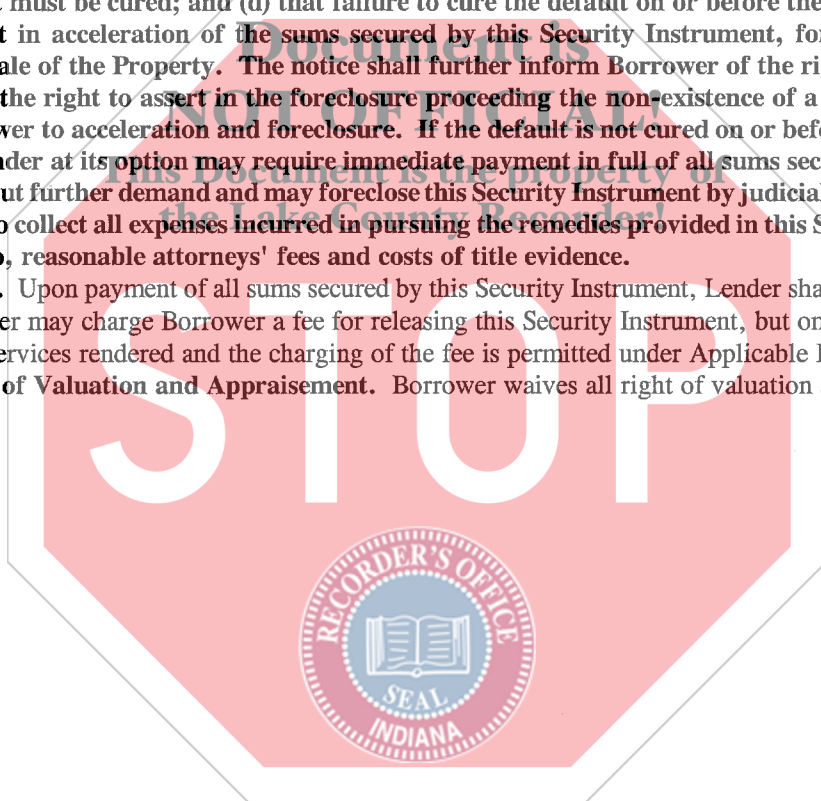 must be cured; and (d) that failure to cure the default on or before the
t in acceleration of the sums secured by this Security Instrument, for
ale of the Property. The notice shall further inform Borrower of the ri
the right to assert in the foreclosure proceeding the non-existence of a
wer to acceleration and foreclosure. If the default is not cured on or befo
nder at its option may require immediate payment in full of all sums sec
ut further demand and may foreclose this Security Instrument by judicial
o collect all expenses incurred in pursuing the remedies provided in this S
o, reasonable attorneys' fees and costs of title evidence.
. Upon payment of all sums secured by this Security Instrument, Lender sha
er may charge Borrower a fee for releasing this Security Instrument, but on
ervices rendered and the charging of the fee is permitted under Applicable
of Valuation and Appraisement. Borrower waives all right of valuation
Document is
NOT OFFICIAL!
This Document is the property of
the Lake County Recorder!
STOP
RECORDER'S OFFICE
SEAL
INDIANA